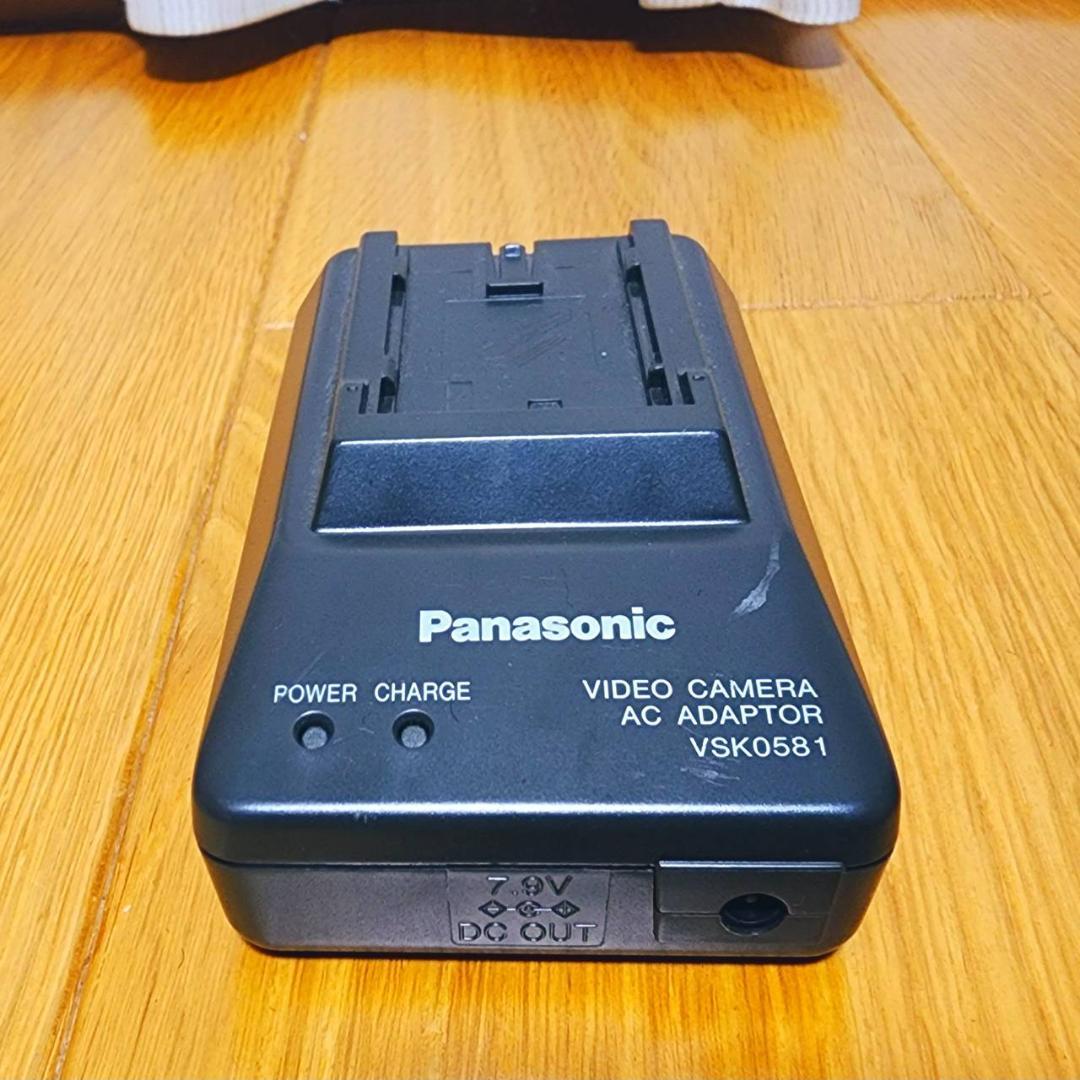 Panasonic
POWER CHARGE
VIDEO CAMERA
AC ADAPTOR
VSK0581
7.9V
DC OUT